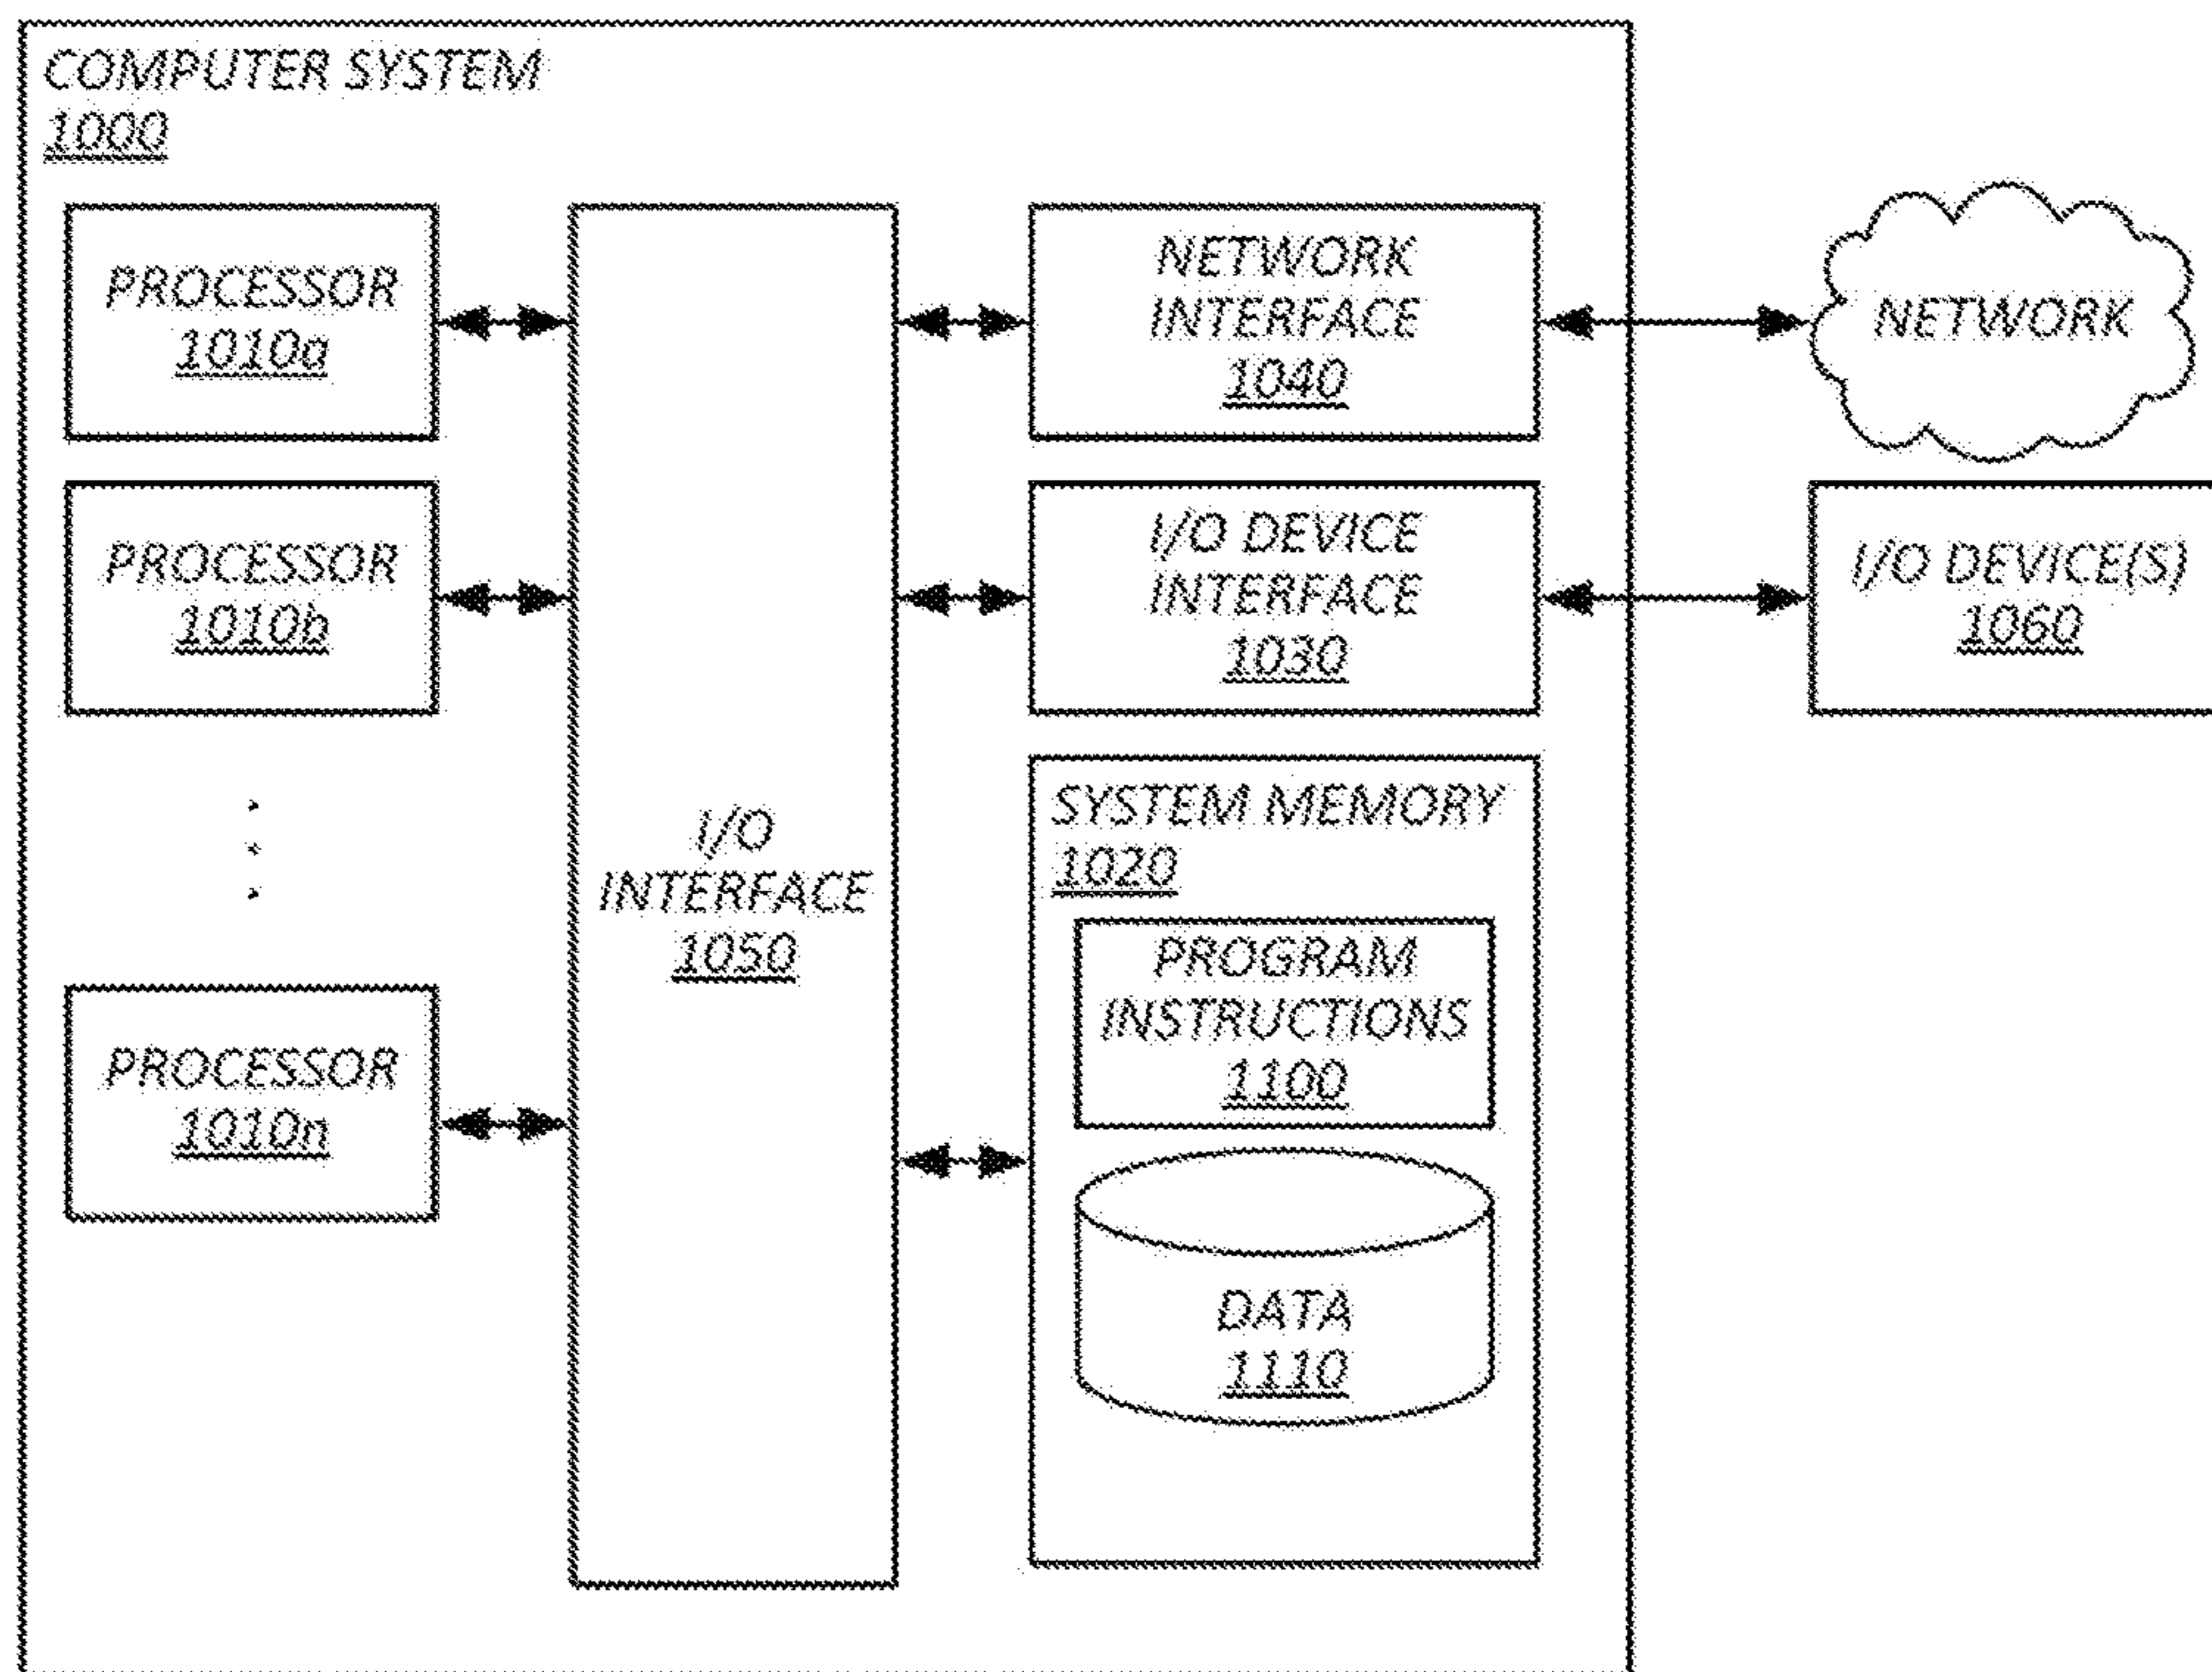 COMPUTER SYSTEM
1000
PROCESSOR
1010a
PROCESSOR
1010b
PROCESSOR
1010n
I/O
INTERFACE
1050
NETWORK
INTERFACE
1040
I/O DEVICE
INTERFACE
1030
SYSTEM MEMORY
1020
PROGRAM
INSTRUCTIONS
1100
DATA
1110
NETWORK
I/O DEVICE(S)
1060